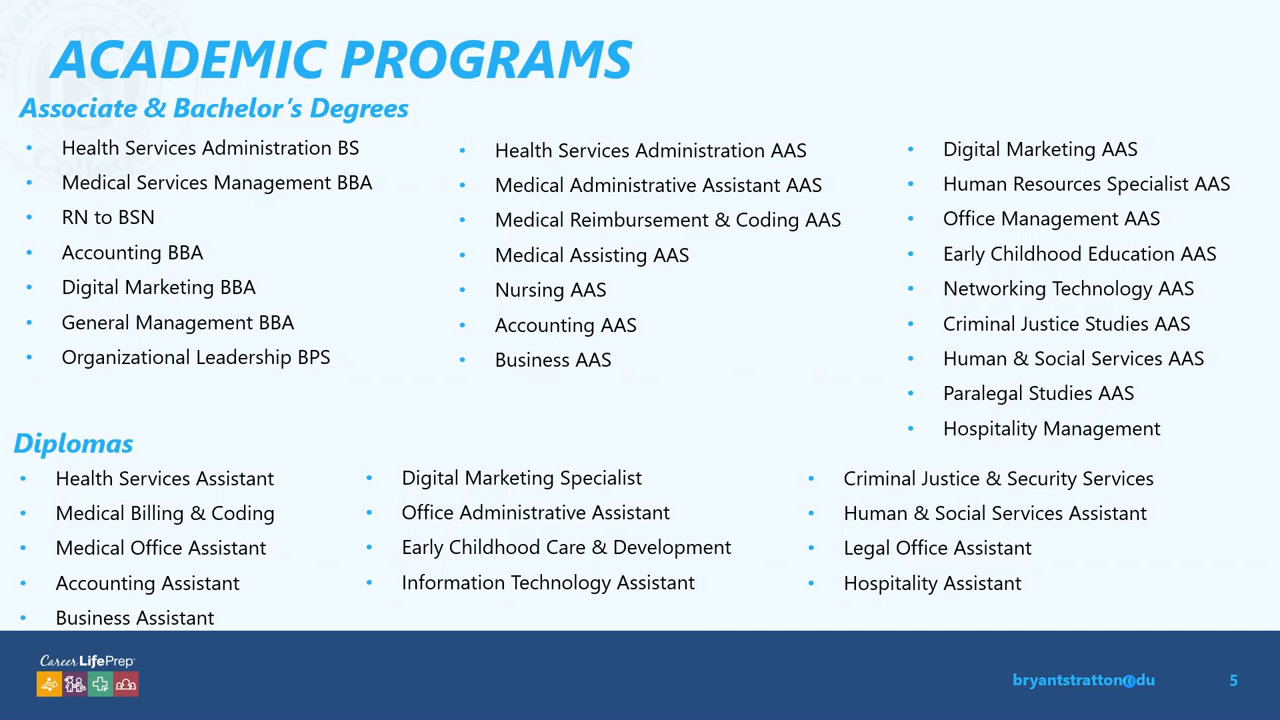 ACADEMIC PROGRAMS
Associate & Bachelor's Degrees
• Health Services Administration BS
• Medical Services Management BBA
• RN to BSN
• Accounting BBA
• Digital Marketing BBA
• General Management BBA
• Organizational Leadership BPS
• Health Services Administration AAS
• Medical Administrative Assistant AAS
• Medical Reimbursement & Coding AAS
• Medical Assisting AAS
• Nursing AAS
• Accounting AAS
• Business AAS
• Digital Marketing AAS
• Human Resources Specialist AAS
• Office Management AAS
• Early Childhood Education AAS
• Networking Technology AAS
• Criminal Justice Studies AAS
• Human & Social Services AAS
• Paralegal Studies AAS
• Hospitality Management
Diplomas
• Health Services Assistant
• Medical Billing & Coding
• Medical Office Assistant
• Accounting Assistant
• Business Assistant
• Digital Marketing Specialist
• Office Administrative Assistant
• Early Childhood Care & Development
• Information Technology Assistant
• Criminal Justice & Security Services
• Human & Social Services Assistant
• Legal Office Assistant
• Hospitality Assistant
Career LifePrep
bryantstratton.edu
5